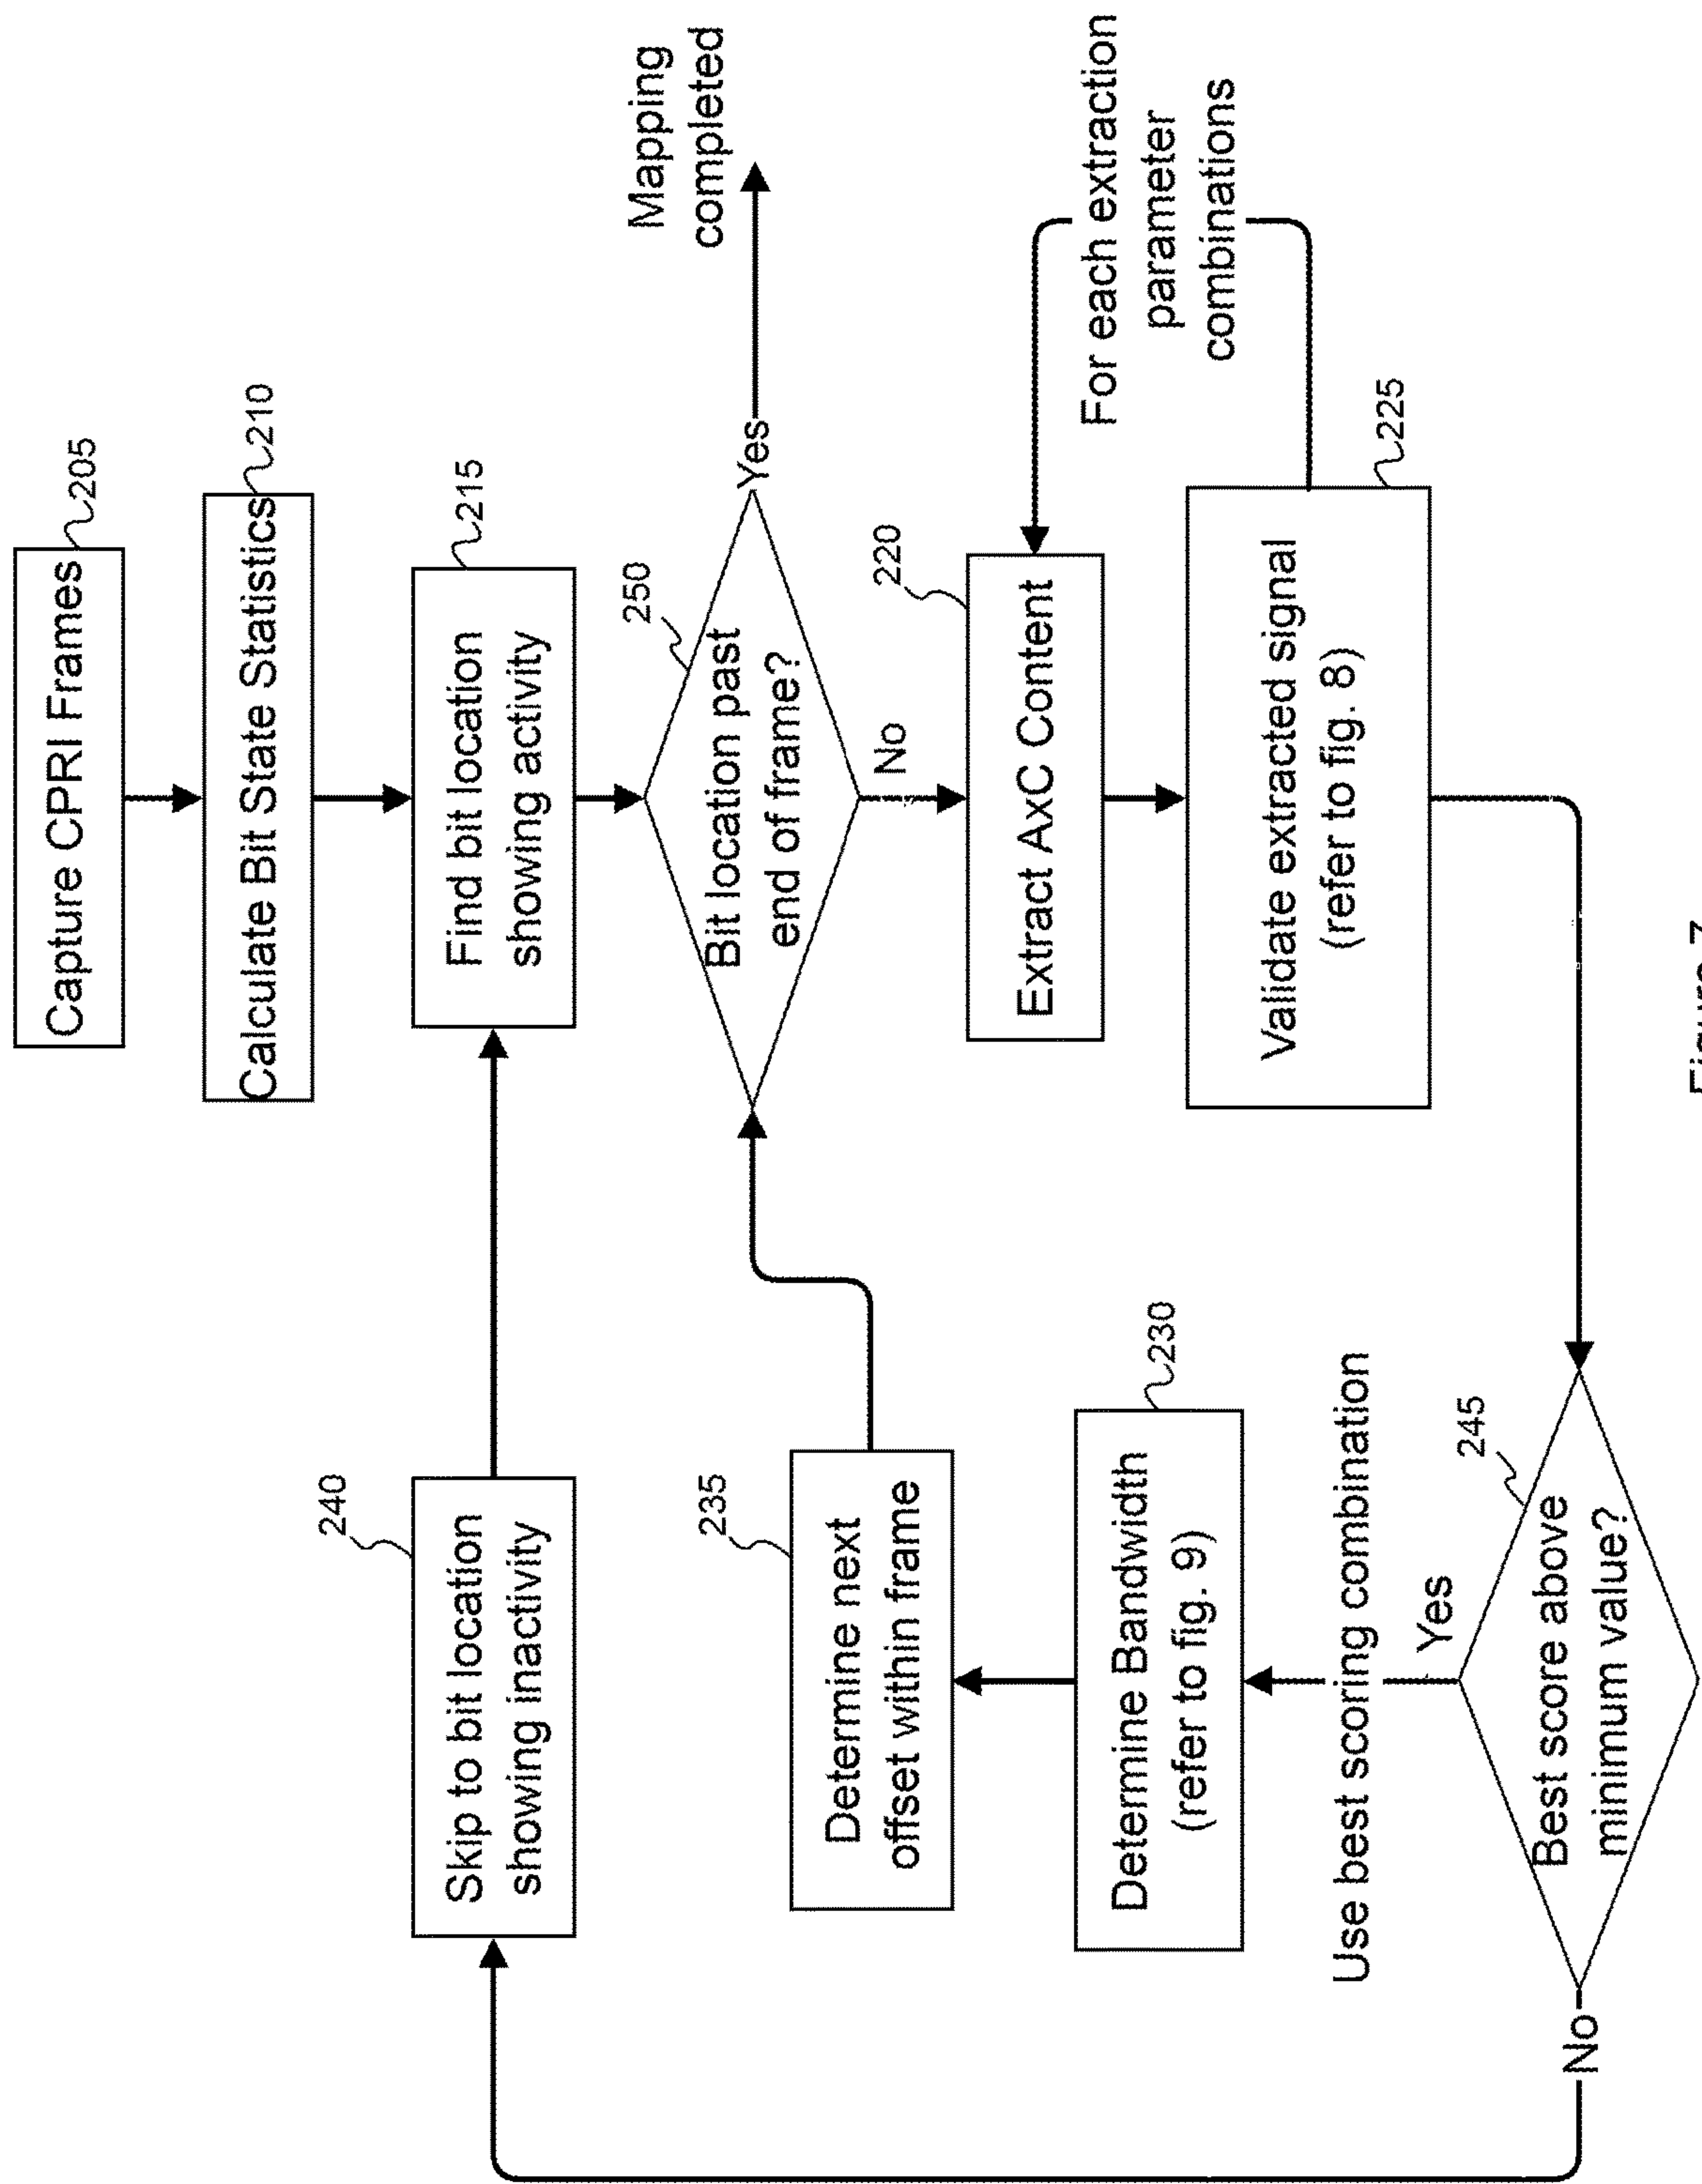 Capture CPRI Frames
205
Calculate Bit State Statistics
210
Find bit location
showing activity
215
Skip to bit location
showing inactivity
240
Bit location past
end of frame?
250
Yes
Mapping
completed
No
Extract AxC Content
220
For each extraction
parameter
combinations
Validate extracted signal
(refer to fig. 8)
225
Determine next
offset within frame
235
Determine Bandwidth
(refer to fig. 9)
230
Use best scoring combination
Yes
Best score above
minimum value?
245
No
Figure 7